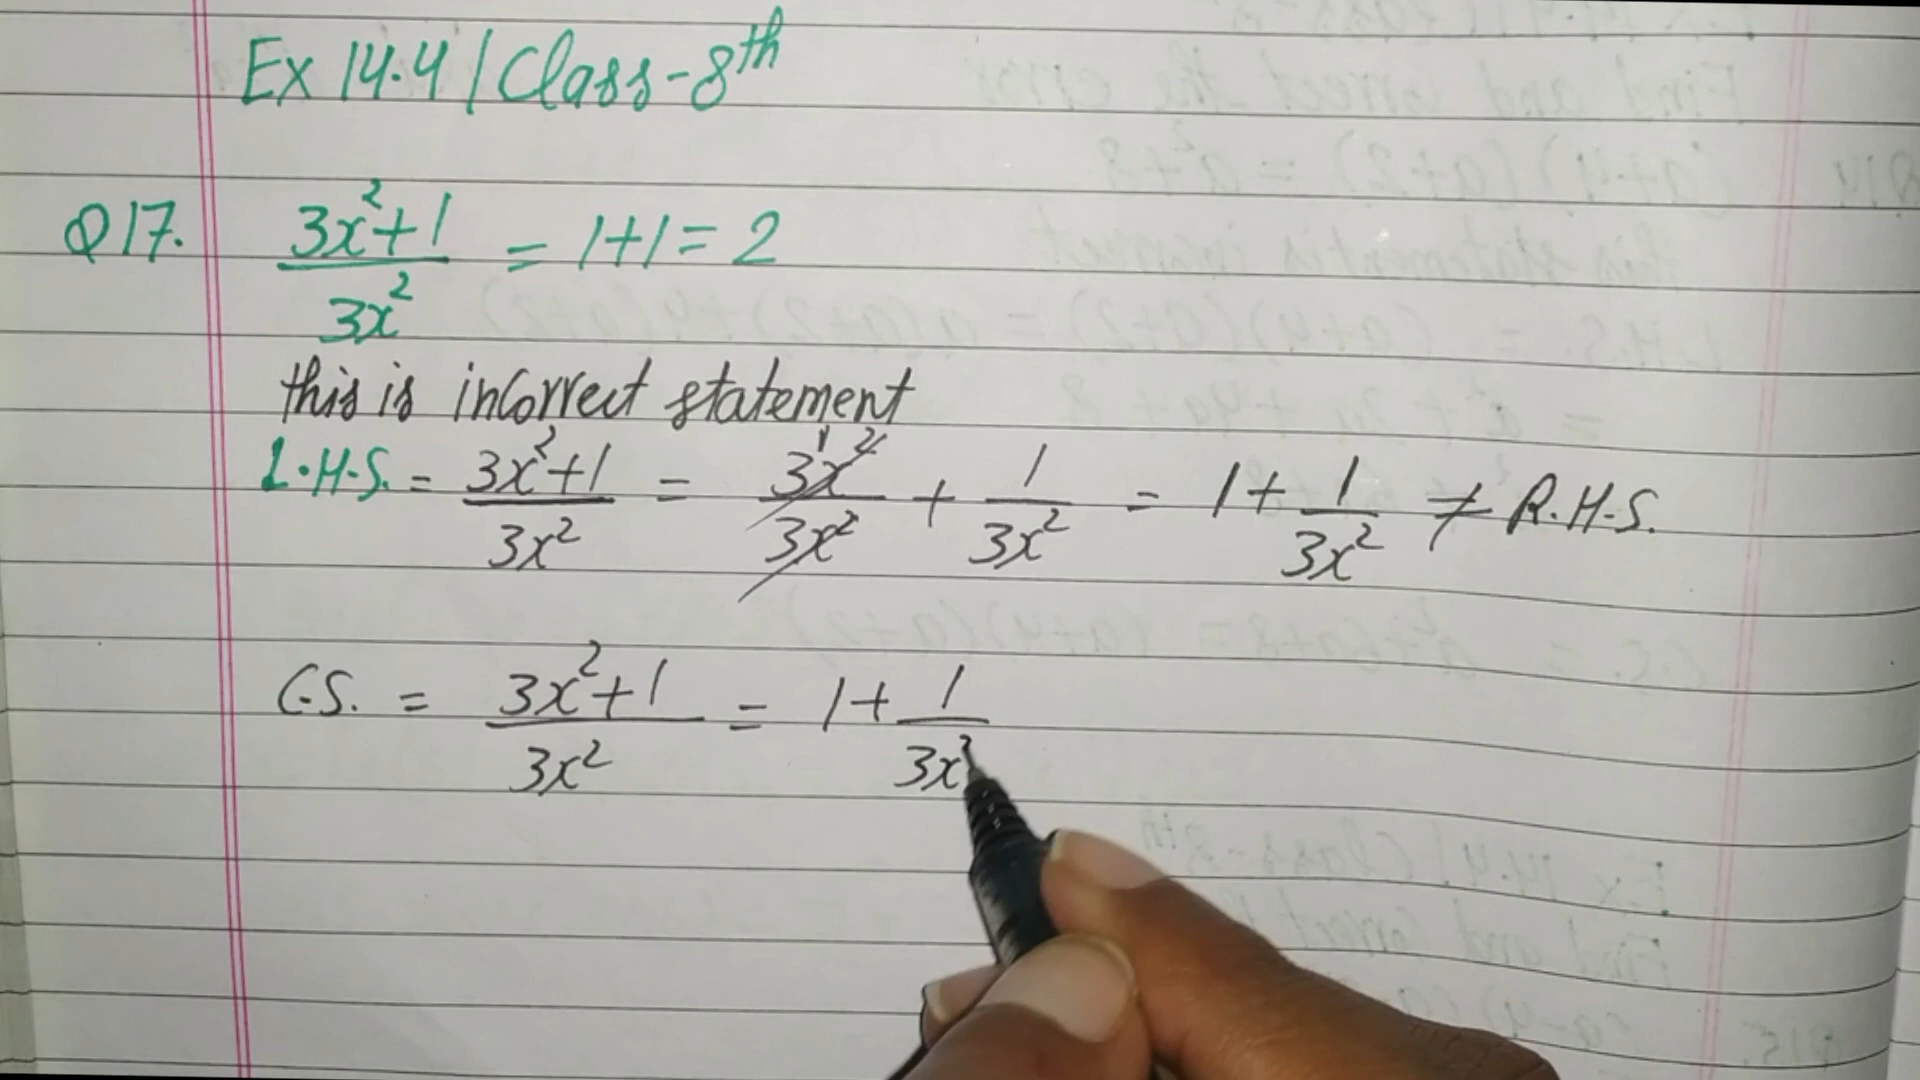 Ex 14.4 | Class-8th
Q17. (3x²+1)/(3x²) = 1+1 = 2
this is incorrect statement
L.H.S. = (3x²+1)/(3x²) = (3x²)/(3x²) + 1/(3x²) = 1 + 1/(3x²) ≠ R.H.S.
C.S. = (3x²+1)/(3x²) = 1 + 1/(3x²)